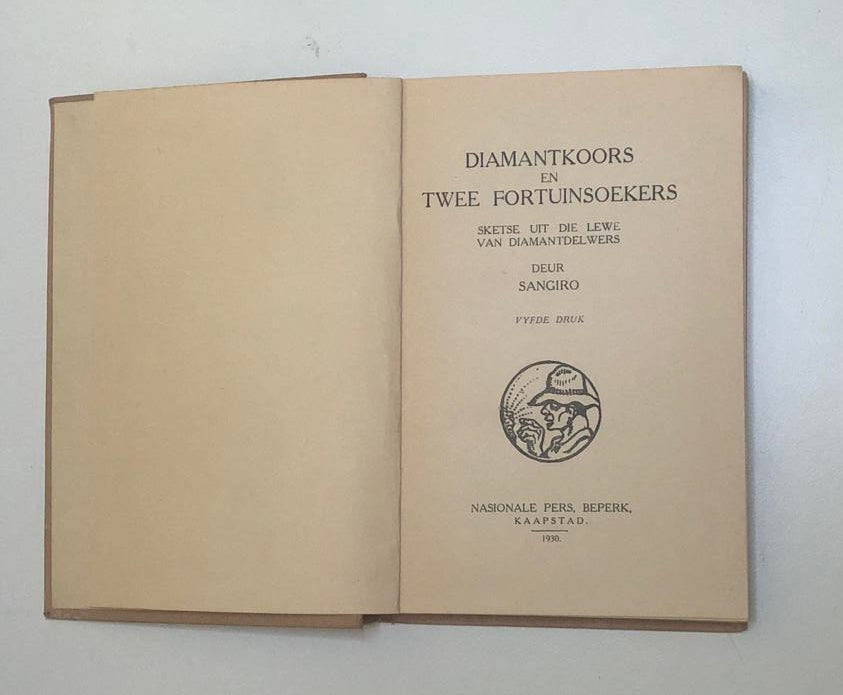 DIAMANTKOORS
EN
TWEE FORTUINSOEKERS
SKETSE UIT DIE LEWE
VAN DIAMANTDELWERS
DEUR
SANGIRO
VYFDE DRUK
NASIONALE PERS, BEPERK,
KAAPSTAD.
1930.